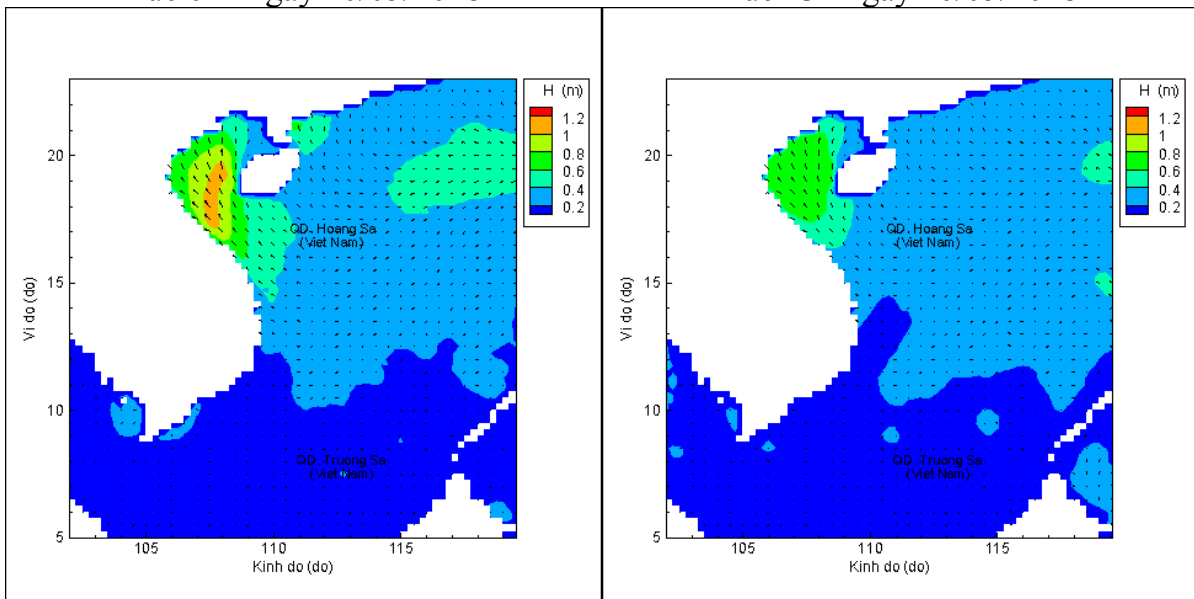 H (m)
1.2
1
0.8
0.6
0.4
0.2
20
15
10
5
Vi do (do)
QD. Hoang Sa
(Viet Nam)
QD. Truong Sa
(Viet Nam)
105
110
115
Kinh do (do)
H (m)
1.2
1
0.8
0.6
0.4
0.2
20
15
10
5
Vi do (do)
QD. Hoang Sa
(Viet Nam)
QD. Truong Sa
(Viet Nam)
105
110
115
Kinh do (do)